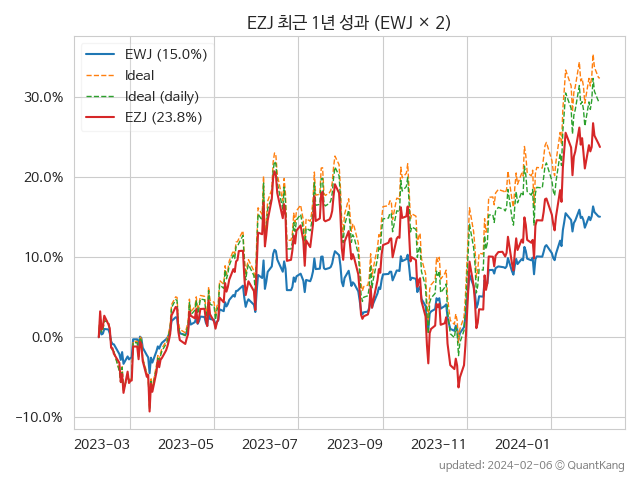 EZJ 최근 1년 성과 (EWJ × 2)
EWJ (15.0%)
Ideal
Ideal (daily)
EZJ (23.8%)
30.0%
20.0%
10.0%
0.0%
−10.0%
2023-03
2023-05
2023-07
2023-09
2023-11
2024-01
updated: 2024-02-06 © QuantKang